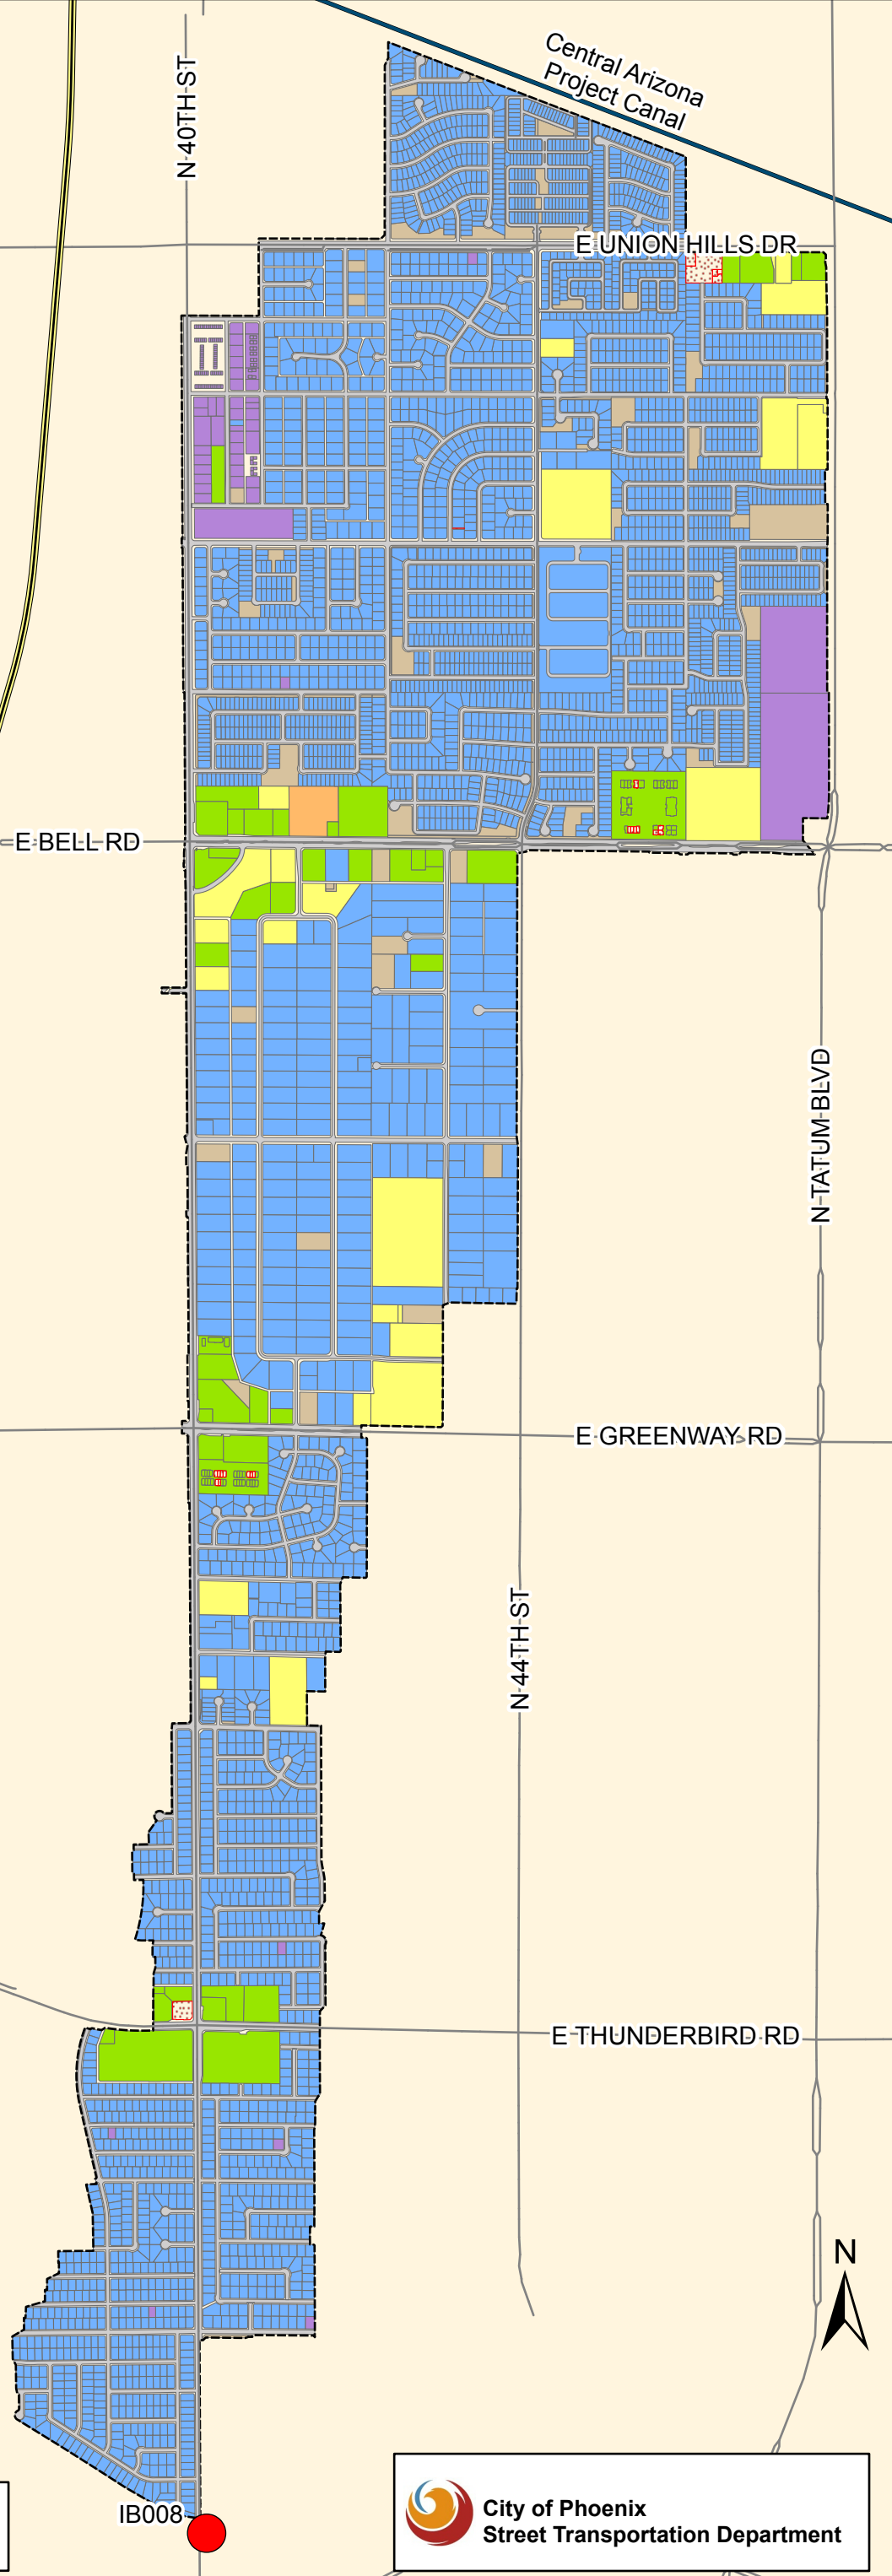 Central Arizona
Project Canal
N 40TH ST
E UNION HILLS DR
E BELL RD
N TATUM BLVD
E GREENWAY RD
N 44TH ST
E THUNDERBIRD RD
N
IB008
City of Phoenix
Street Transportation Department